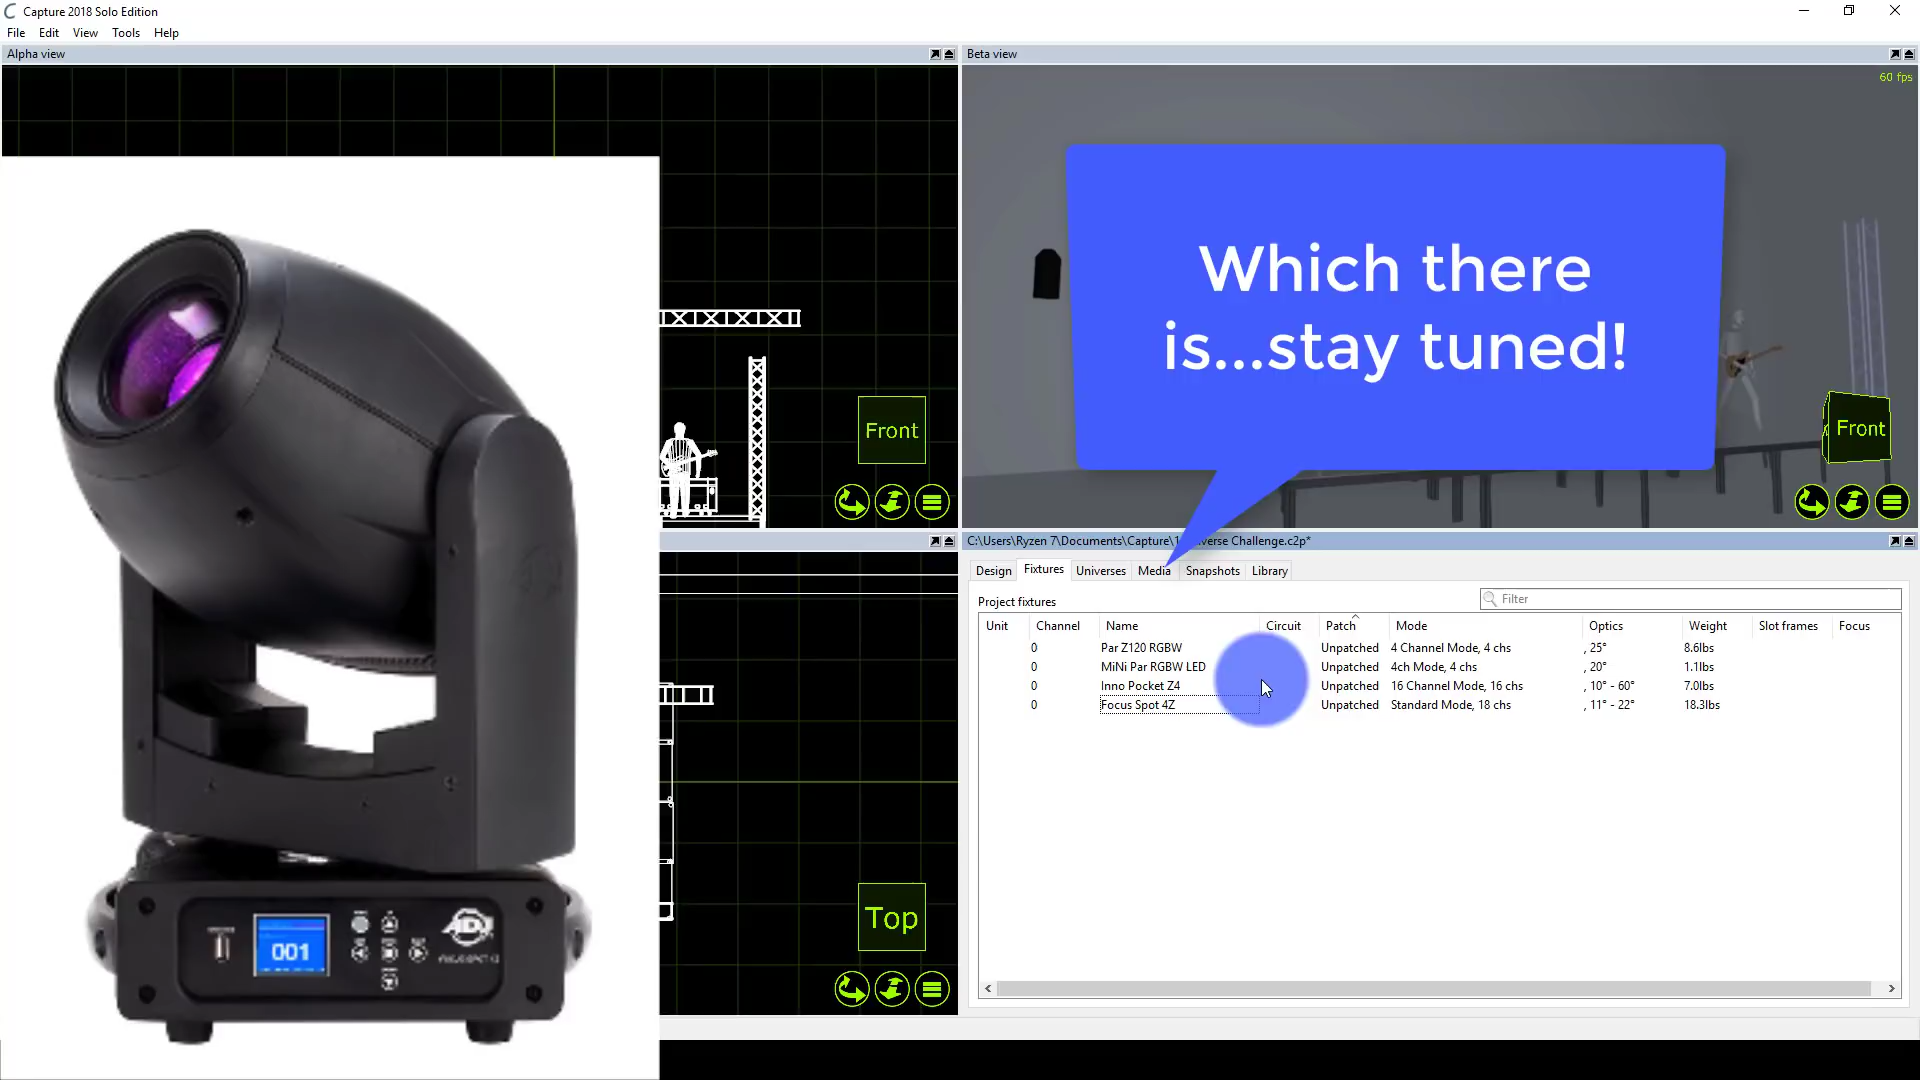 Capture 2018 Solo Edition
File Edit View Tools Help
Alpha view
Beta view
60 fps
Which there
is...stay tuned!
Front
Front
C:\Users\Ryzen 7\Documents\Capture\1 verse Challenge.c2p*
Design Fixtures Universes Media Snapshots Library
Project fixtures
Filter
Unit Channel Name Circuit Patch Mode Optics Weight Slot frames Focus
0 Par Z120 RGBW Unpatched 4 Channel Mode, 4 chs , 25° 8.6lbs
0 MiNi Par RGBW LED Unpatched 4ch Mode, 4 chs , 20° 1.1lbs
0 Inno Pocket Z4 Unpatched 16 Channel Mode, 16 chs , 10° - 60° 7.0lbs
0 Focus Spot 4Z Unpatched Standard Mode, 18 chs , 11° - 22° 18.3lbs
Top
001
ADJ